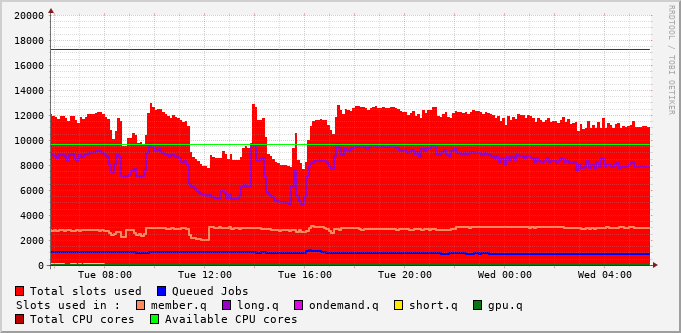 20000
18000
16000
14000
12000
10000
8000
6000
4000
2000
0
Tue 08:00 Tue 12:00 Tue 16:00 Tue 20:00 Wed 00:00 Wed 04:00
RRDTOOL / TOBI OETIKER
Total slots used Queued Jobs
Slots used in : member.q long.q ondemand.q short.q gpu.q
Total CPU cores Available CPU cores